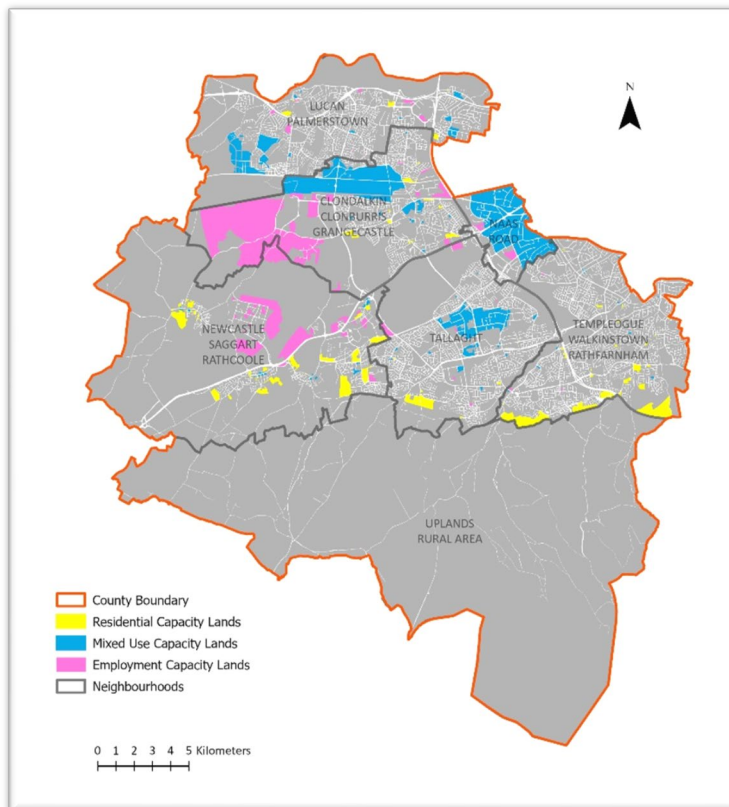 N
LUCAN
PALMERSTOWN
CLONDALKIN
CLONBURRIS
GRANGECASTLE
NAAS
ROAD
NEWCASTLE
SAGGART
RATHCOOLE
TALLAGHT
TEMPLEOGUE
WALKINSTOWN
RATHFARNHAM
UPLANDS
RURAL AREA
County Boundary
Residential Capacity Lands
Mixed Use Capacity Lands
Employment Capacity Lands
Neighbourhoods
0 1 2 3 4 5 Kilometers